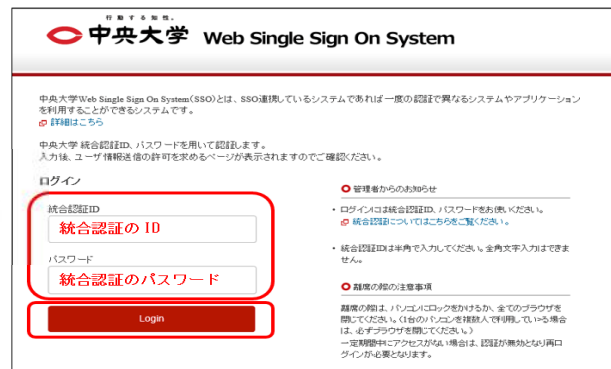 行動する知性。
中央大学 Web Single Sign On System
中央大学Web Single Sign On System(SSO)とは、SSO連携しているシステムであれば一度の認証で異なるシステムやアプリケーション
を利用することができるシステムです。
詳細はこちら
中央大学 統合認証ID、パスワードを用いて認証します。
入力後、ユーザ情報送信の許可を求めるページが表示されますのでご確認ください。
ログイン
統合認証ID
統合認証の ID
パスワード
統合認証のパスワード
Login
管理者からのお知らせ
・ログインには統合認証ID、パスワードをお使いください。
統合認証についてはこちらをご覧ください。
・統合認証IDは半角で入力してください。全角文字入力はできま
せん。
離席の際の注意事項
離席の際は、パソコンにロックをかけるか、全てのブラウザを
閉じてください。(1台のパソコンを複数人で利用している場合
は、必ずブラウザを閉じてください。)
一定期間中にアクセスがない場合は、認証が無効となり再ロ
グインが必要となります。